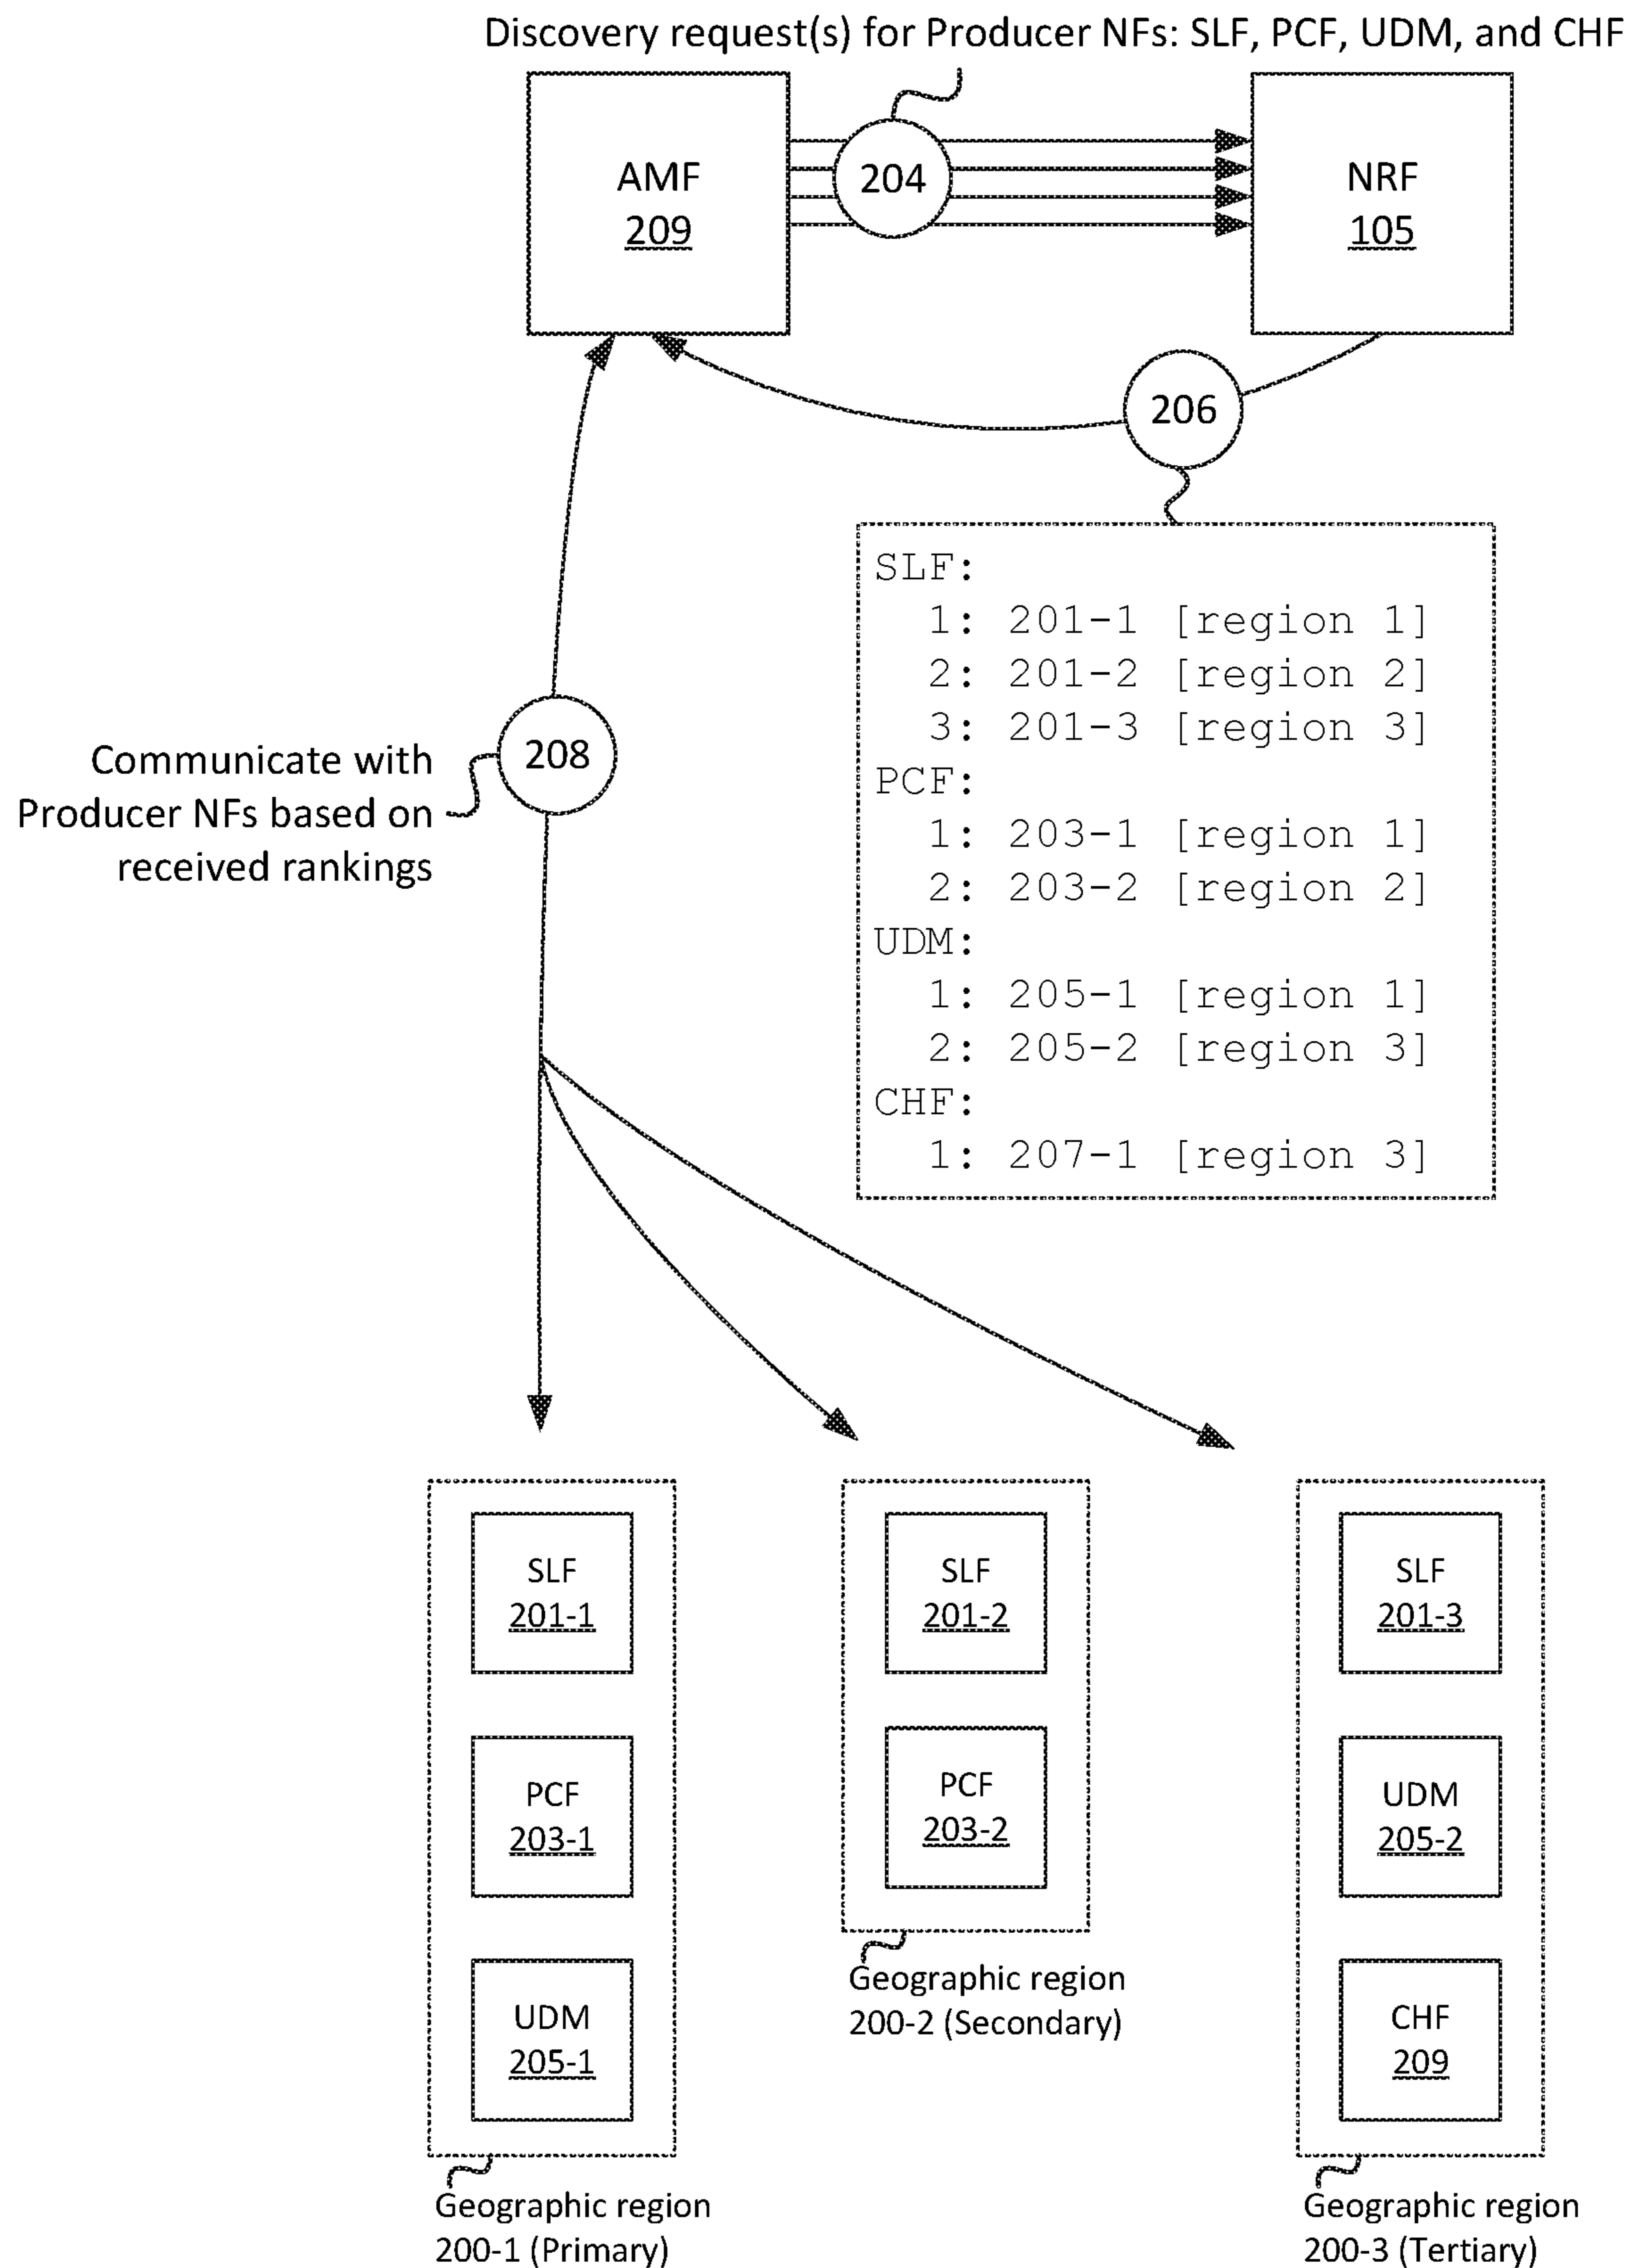 Discovery request(s) for Producer NFs: SLF, PCF, UDM, and CHF
AMF
209
204
NRF
105
206
SLF:
1: 201-1 [region 1]
2: 201-2 [region 2]
3: 201-3 [region 3]
PCF:
1: 203-1 [region 1]
2: 203-2 [region 2]
UDM:
1: 205-1 [region 1]
2: 205-2 [region 3]
CHF:
1: 207-1 [region 3]
208
Communicate with
Producer NFs based on
received rankings
SLF
201-1
PCF
203-1
UDM
205-1
Geographic region
200-1 (Primary)
SLF
201-2
PCF
203-2
Geographic region
200-2 (Secondary)
SLF
201-3
UDM
205-2
CHF
209
Geographic region
200-3 (Tertiary)